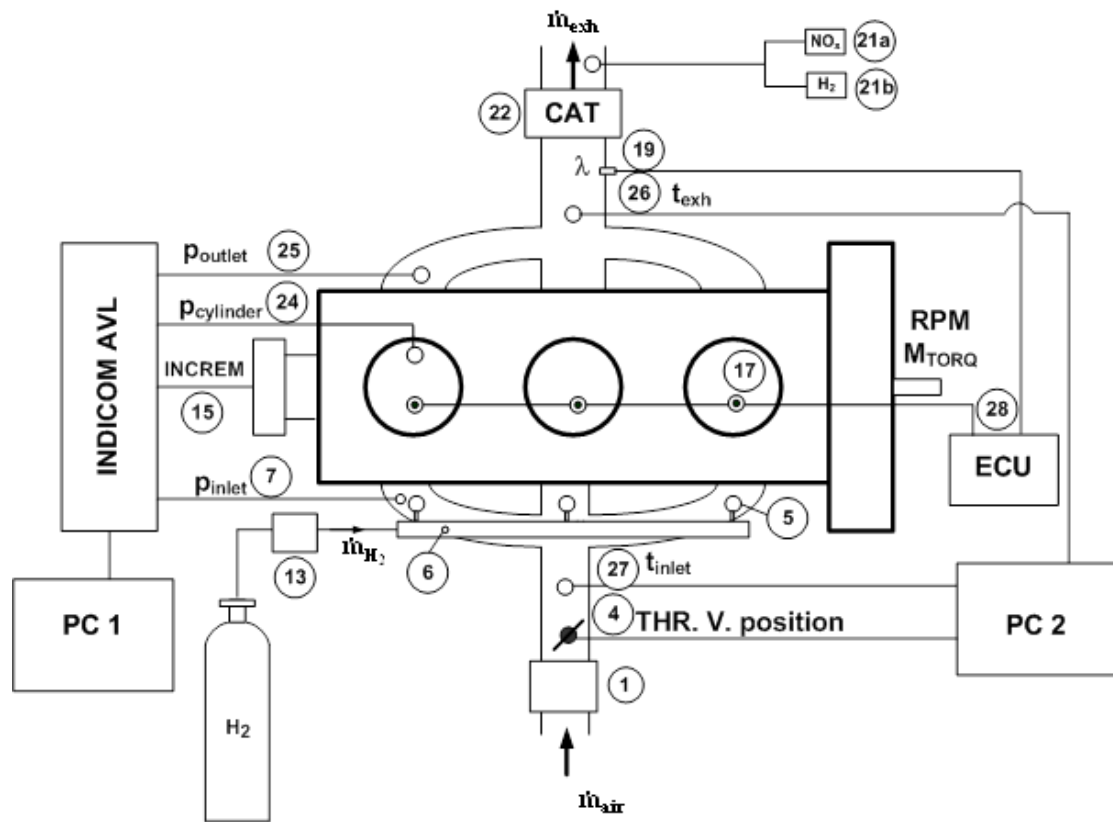 ṁexh
NOx 21a
H2 21b
22 CAT
λ 19
26 texh
poutlet 25
pcylinder 24
INDICOM AVL
INCREM
15
RPM
MTORQ
17
28
ECU
pinlet 7
5
ṁH2
13
6
27 tinlet
4 THR. V. position
PC 1
PC 2
1
H2
ṁair